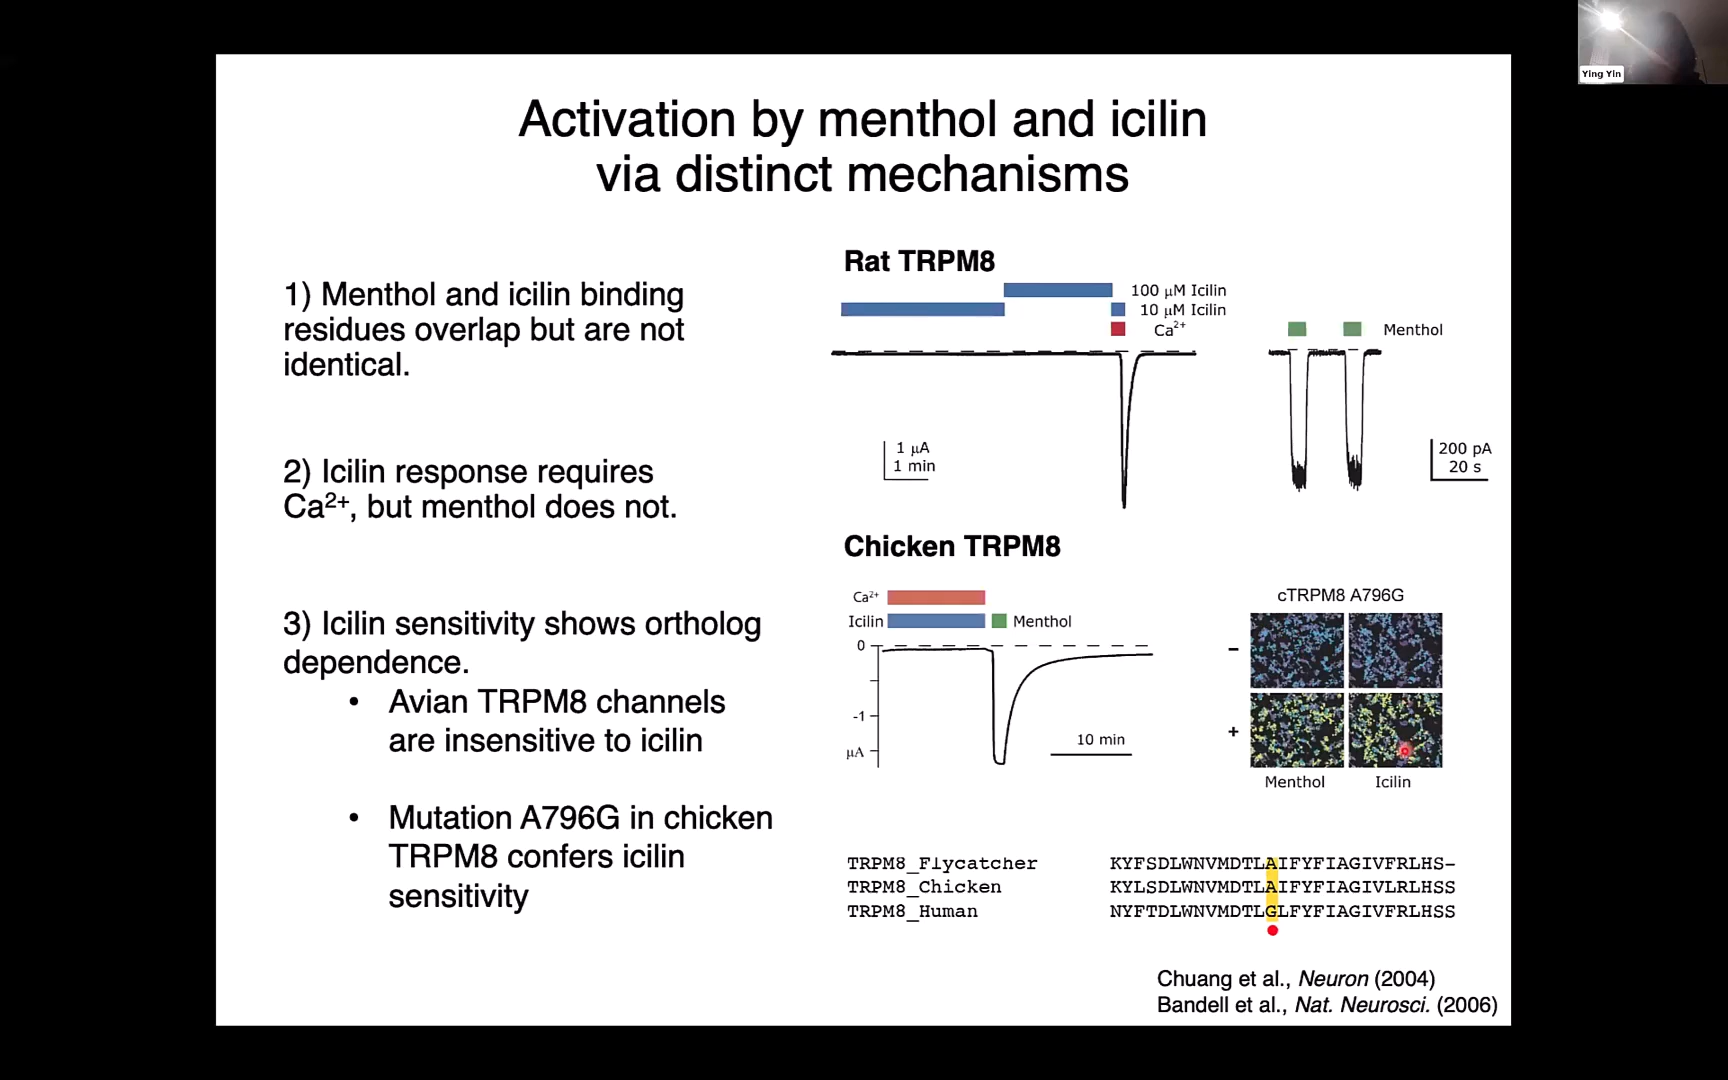 Ying Yin
Activation by menthol and icilin
via distinct mechanisms
1) Menthol and icilin binding
residues overlap but are not
identical.
2) Icilin response requires
Ca²⁺, but menthol does not.
3) Icilin sensitivity shows ortholog
dependence.
• Avian TRPM8 channels
are insensitive to icilin
• Mutation A796G in chicken
TRPM8 confers icilin
sensitivity
Rat TRPM8
100 μM Icilin
10 μM Icilin
Ca²⁺
Menthol
1 μA
1 min
200 pA
20 s
Chicken TRPM8
Ca²⁺
Icilin
Menthol
0
-1
μA
10 min
cTRPM8 A796G
-
+
Menthol Icilin
TRPM8_Flycatcher KYFSDLWNVMDTLAIFYFIAGIVFRLHS-
TRPM8_Chicken KYLSDLWNVMDTLAIFYFIAGIVLRLHSS
TRPM8_Human NYFTDLWNVMDTLGLFYFIAGIVFRLHSS
Chuang et al., Neuron (2004)
Bandell et al., Nat. Neurosci. (2006)